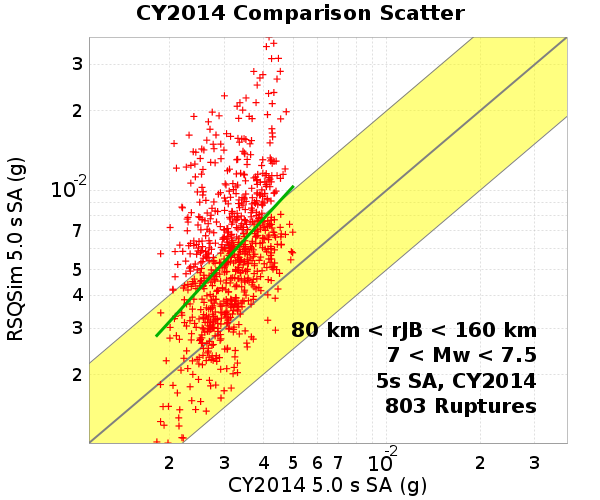 CY2014 Comparison Scatter
RSQSim 5.0 s SA (g)
3
2
10-2
7
5
4
3
2
80 km < rJB < 160 km
7 < Mw < 7.5
5s SA, CY2014
803 Ruptures
2 3 4 5 6 7 10-2 2 3
CY2014 5.0 s SA (g)